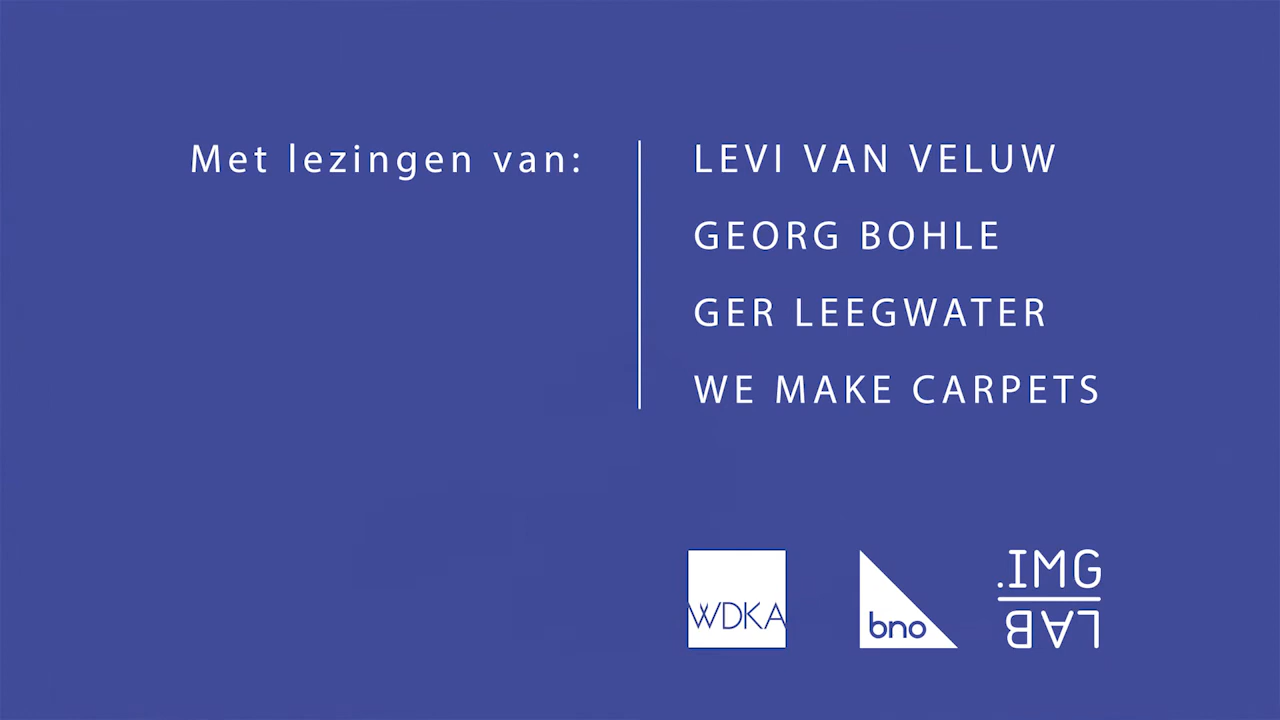 Met lezingen van:
LEVI VAN VELUW
GEORG BOHLE
GER LEEGWATER
WE MAKE CARPETS
WDKA
bno
.IMG
LAB